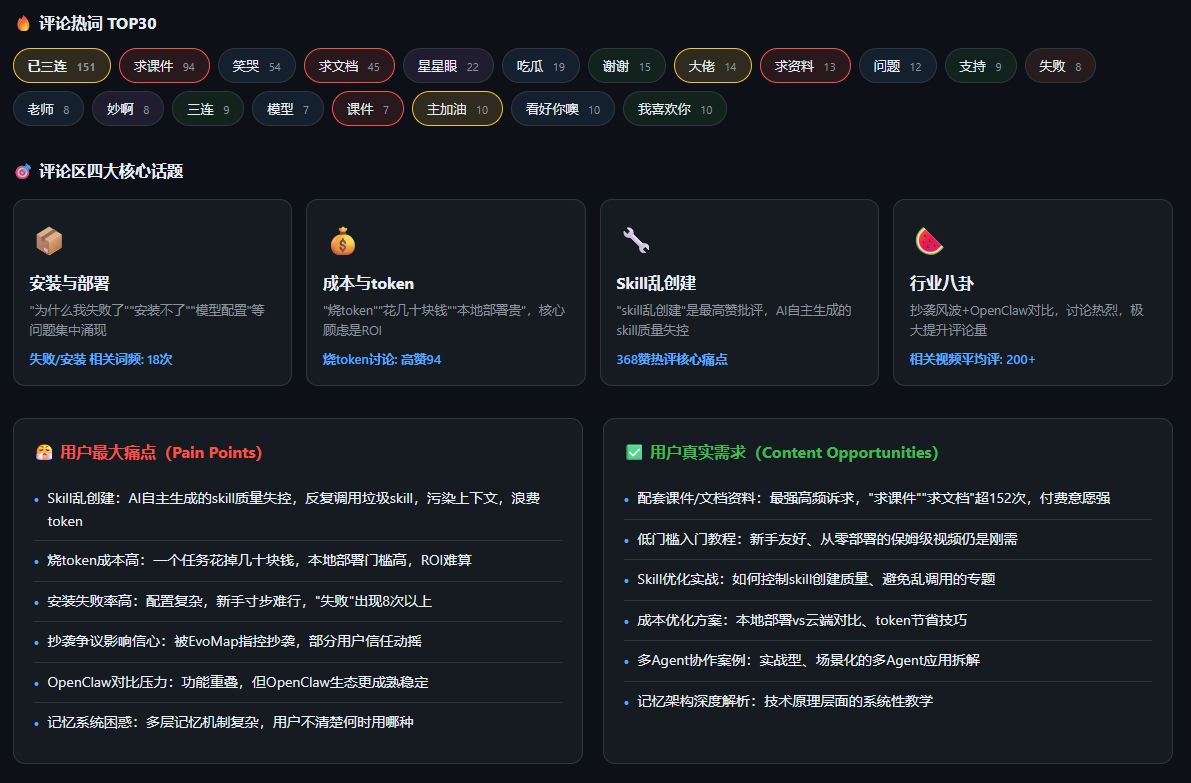 评论热词 TOP30
已三连 151 求课件 94 笑哭 54 求文档 45 星星眼 22 吃瓜 19 谢谢 15 大佬 14 求资料 13 问题 12 支持 9 失败 8
老师 8 妙啊 8 三连 9 模型 7 课件 7 主加油 10 看好你噢 10 我喜欢你 10
评论区四大核心话题
安装与部署
"为什么我失败了""安装不了""模型配置"等
问题集中涌现
失败/安装 相关词频: 18次
成本与token
"烧token""花几十块钱""本地部署贵"，核心
顾虑是ROI
烧token讨论: 高赞94
Skill乱创建
"skill乱创建"是最高赞批评，AI自主生成的
skill质量失控
368赞热评核心痛点
行业八卦
抄袭风波+OpenClaw对比，讨论热烈，极
大提升评论量
相关视频平均评: 200+
用户最大痛点（Pain Points）
• Skill乱创建：AI自主生成的skill质量失控，反复调用垃圾skill，污染上下文，浪费
token
• 烧token成本高：一个任务花掉几十块钱，本地部署门槛高，ROI难算
• 安装失败率高：配置复杂，新手寸步难行，"失败"出现8次以上
• 抄袭争议影响信心：被EvoMap指控抄袭，部分用户信任动摇
• OpenClaw对比压力：功能重叠，但OpenClaw生态更成熟稳定
• 记忆系统困惑：多层记忆机制复杂，用户不清楚何时用哪种
用户真实需求（Content Opportunities）
• 配套课件/文档资料：最强高频诉求，"求课件""求文档"超152次，付费意愿强
• 低门槛入门教程：新手友好、从零部署的保姆级视频仍是刚需
• Skill优化实战：如何控制skill创建质量、避免乱调用的专题
• 成本优化方案：本地部署vs云端对比、token节省技巧
• 多Agent协作案例：实战型、场景化的多Agent应用拆解
• 记忆架构深度解析：技术原理层面的系统性教学